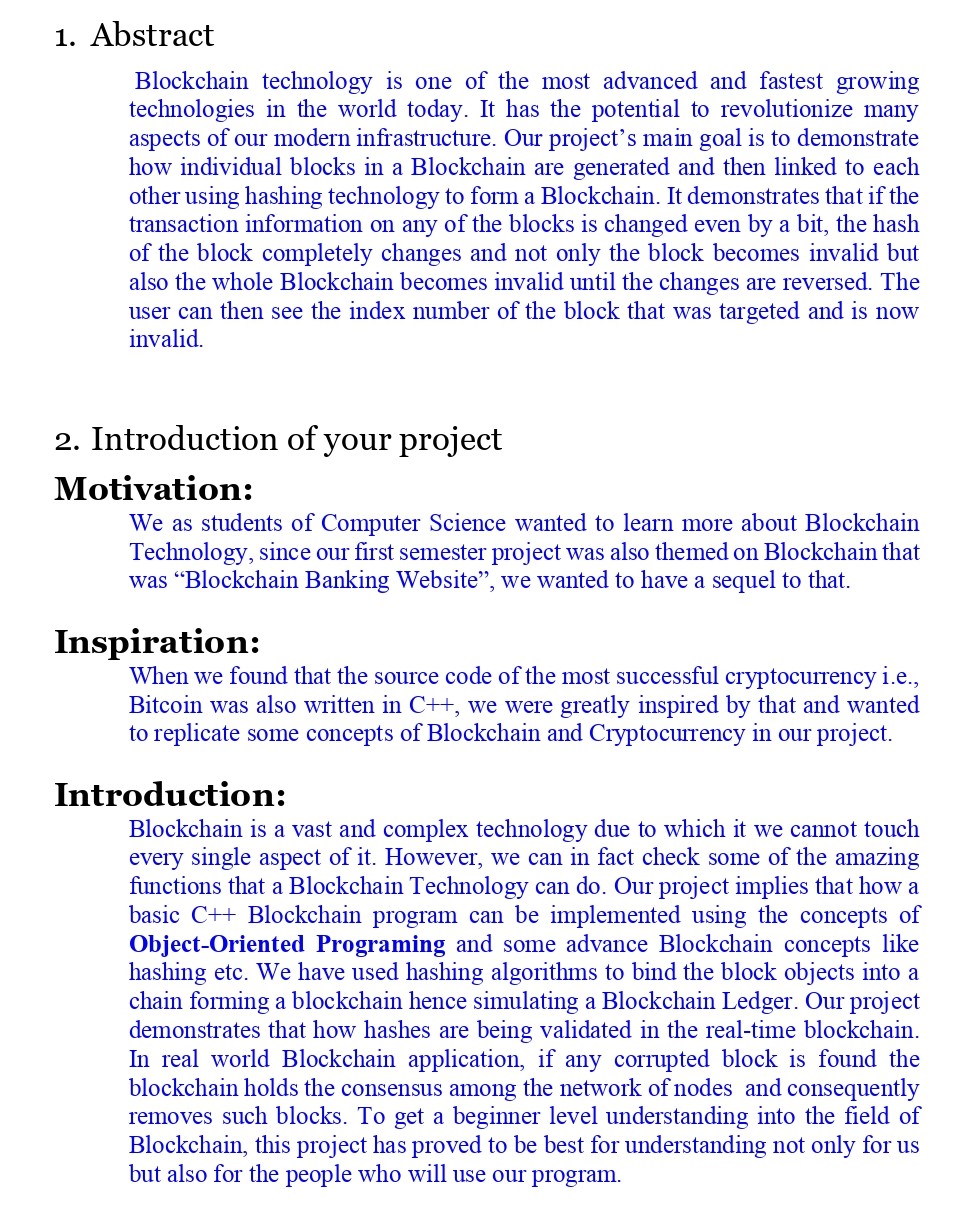 1. Abstract
Blockchain technology is one of the most advanced and fastest growing
technologies in the world today. It has the potential to revolutionize many
aspects of our modern infrastructure. Our project’s main goal is to demonstrate
how individual blocks in a Blockchain are generated and then linked to each
other using hashing technology to form a Blockchain. It demonstrates that if the
transaction information on any of the blocks is changed even by a bit, the hash
of the block completely changes and not only the block becomes invalid but
also the whole Blockchain becomes invalid until the changes are reversed. The
user can then see the index number of the block that was targeted and is now
invalid.
2. Introduction of your project
Motivation:
We as students of Computer Science wanted to learn more about Blockchain
Technology, since our first semester project was also themed on Blockchain that
was “Blockchain Banking Website”, we wanted to have a sequel to that.
Inspiration:
When we found that the source code of the most successful cryptocurrency i.e.,
Bitcoin was also written in C++, we were greatly inspired by that and wanted
to replicate some concepts of Blockchain and Cryptocurrency in our project.
Introduction:
Blockchain is a vast and complex technology due to which it we cannot touch
every single aspect of it. However, we can in fact check some of the amazing
functions that a Blockchain Technology can do. Our project implies that how a
basic C++ Blockchain program can be implemented using the concepts of
Object-Oriented Programing and some advance Blockchain concepts like
hashing etc. We have used hashing algorithms to bind the block objects into a
chain forming a blockchain hence simulating a Blockchain Ledger. Our project
demonstrates that how hashes are being validated in the real-time blockchain.
In real world Blockchain application, if any corrupted block is found the
blockchain holds the consensus among the network of nodes and consequently
removes such blocks. To get a beginner level understanding into the field of
Blockchain, this project has proved to be best for understanding not only for us
but also for the people who will use our program.